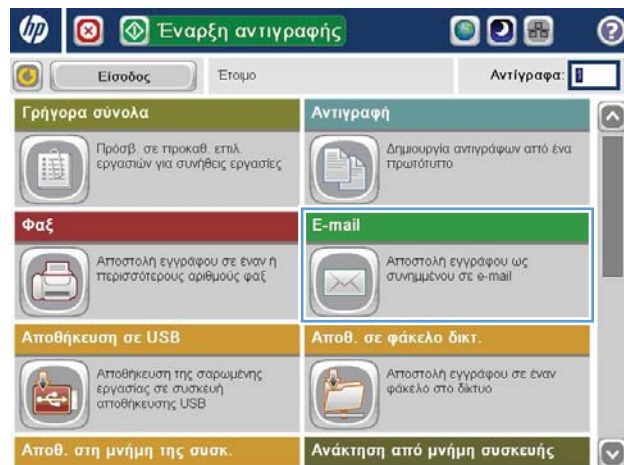 hp
Έναρξη αντιγραφής
Είσοδος
Έτοιμο
Αντίγραφα: 1
Γρήγορα σύνολα
Πρόσβ. σε προκαθ. επιλ.
εργασιών για συνήθεις εργασίες
Αντιγραφή
Δημιουργία αντιγράφων από ένα
πρωτότυπο
Φαξ
Αποστολή εγγράφου σε έναν ή
περισσότερους αριθμούς φαξ
E-mail
Αποστολή εγγράφου ως
συνημμένου σε e-mail
Αποθήκευση σε USB
Αποθήκευση της σαρωμένης
εργασίας σε συσκευή
αποθήκευσης USB
Αποθ. σε φάκελο δικτ.
Αποστολή εγγράφου σε έναν
φάκελο στο δίκτυο
Αποθ. στη μνήμη της συσκ.
Ανάκτηση από μνήμη συσκευής